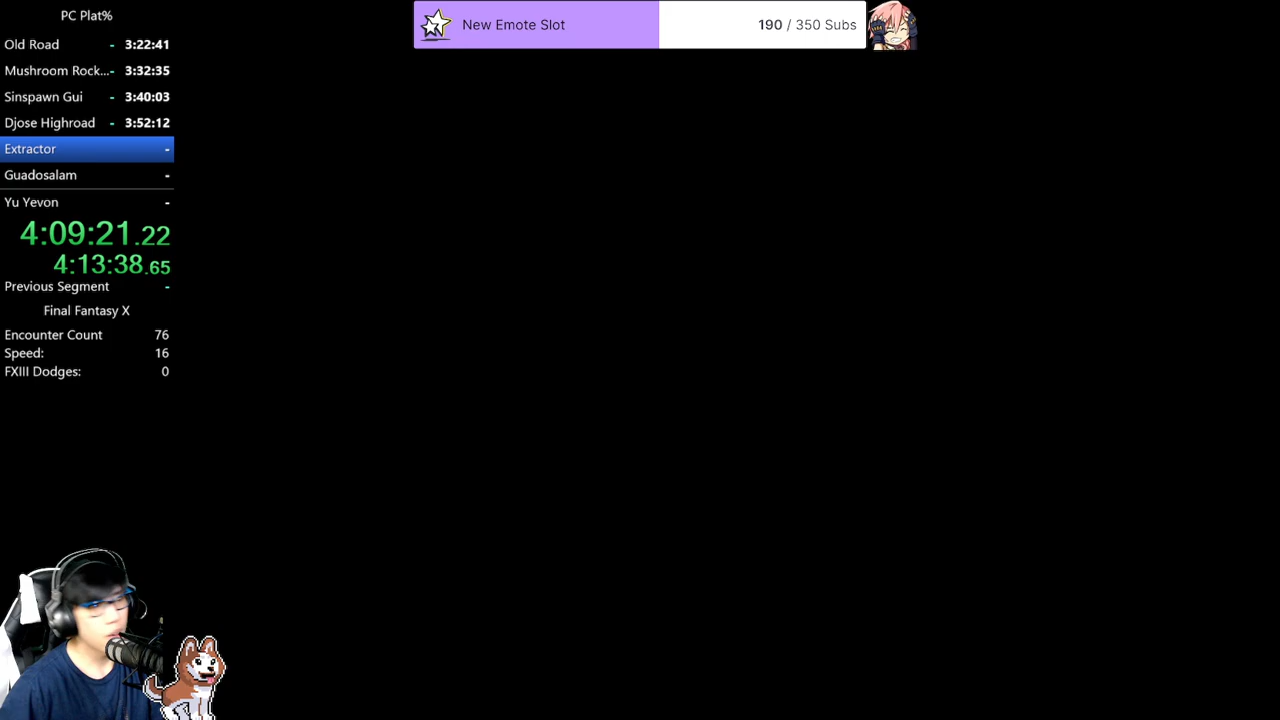 PC Plat%
New Emote Slot 190 / 350 Subs
Old Road - 3:22:41
Mushroom Rock...- 3:32:35
Sinspawn Gui - 3:40:03
Djose Highroad - 3:52:12
Extractor -
Guadosalam -
Yu Yevon -
4:09:21.22
4:13:38.65
Previous Segment -
Final Fantasy X
Encounter Count 76
Speed: 16
FXIII Dodges: 0